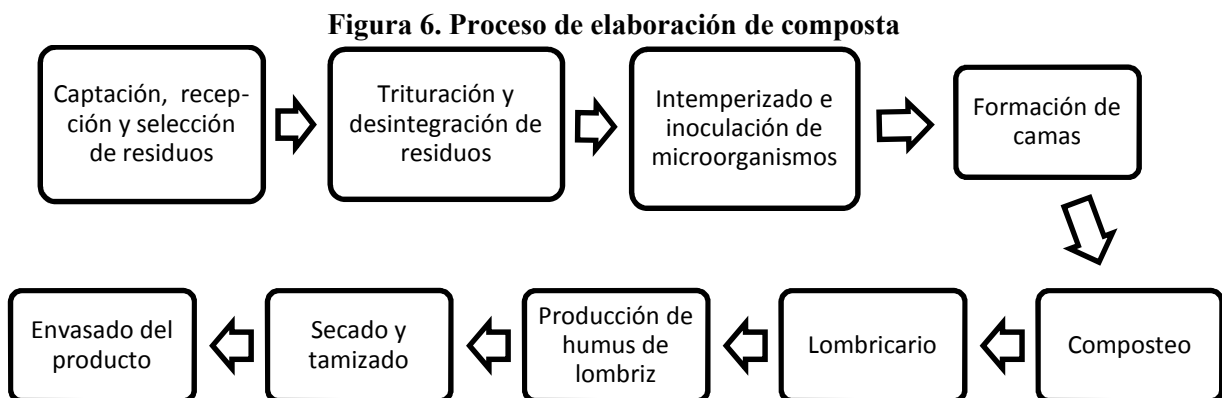 Figura 6. Proceso de elaboración de composta
Captación, recep-
ción y selección
de residuos
Trituración y
desintegración de
residuos
Intemperizado e
inoculación de
microorganismos
Formación de
camas
Composteo
Lombricario
Producción de
humus de
lombriz
Secado y
tamizado
Envasado del
producto